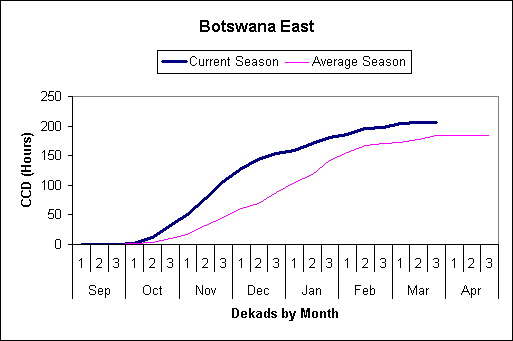 Botswana East
Current Season Average Season
250
200
150
100
50
0
CCD (Hours)
1 2 3 1 2 3 1 2 3 1 2 3 1 2 3 1 2 3 1 2 3 1 2 3
Sep Oct Nov Dec Jan Feb Mar Apr
Dekads by Month